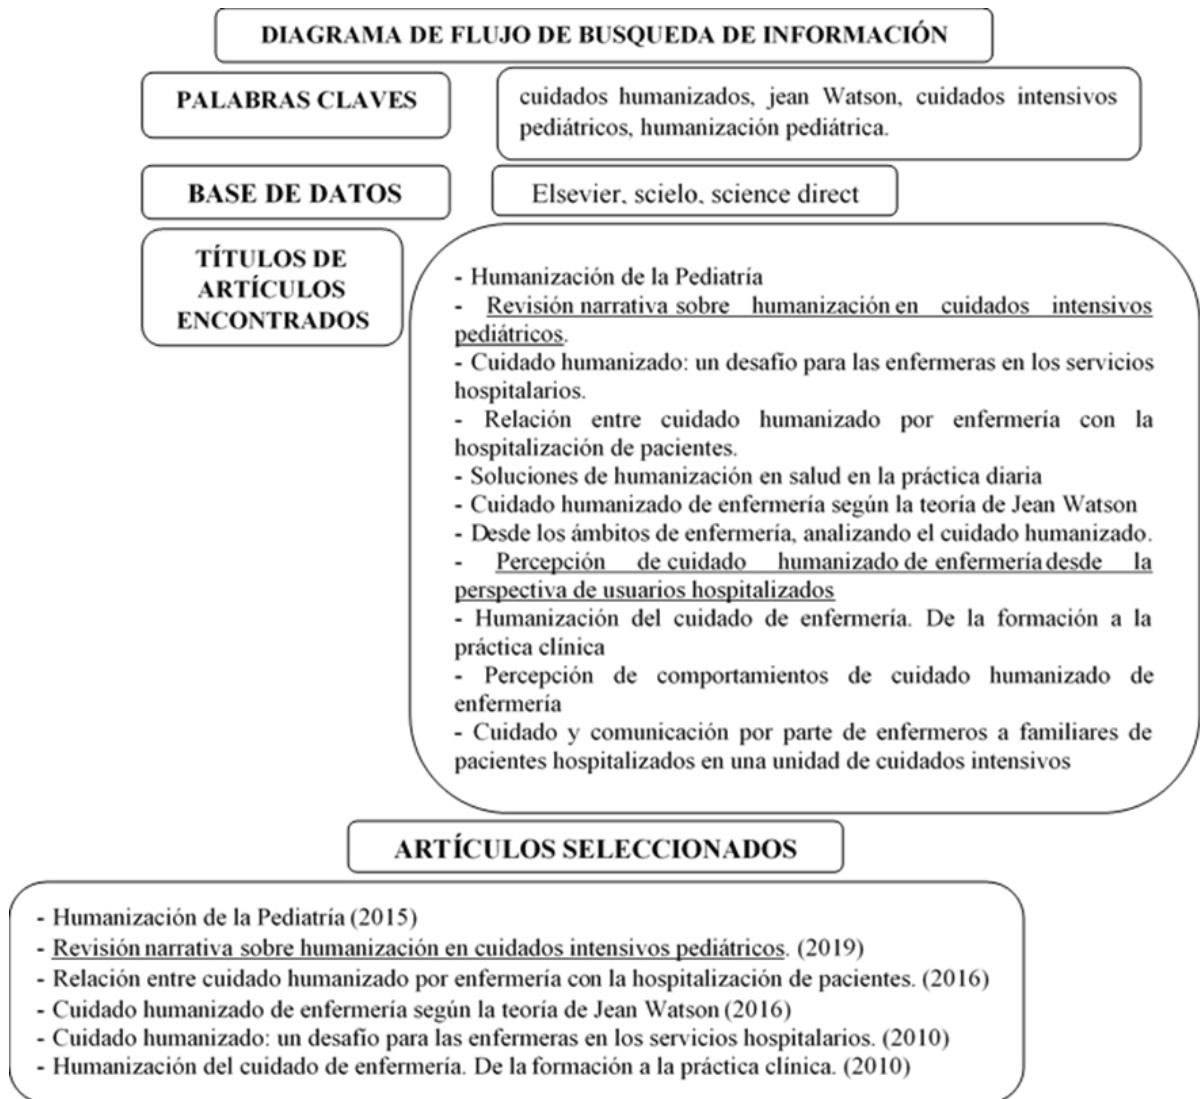 DIAGRAMA DE FLUJO DE BUSQUEDA DE INFORMACIÓN
PALABRAS CLAVES
cuidados humanizados, jean Watson, cuidados intensivos
pediátricos, humanización pediátrica.
BASE DE DATOS
Elsevier, scielo, science direct
TÍTULOS DE
ARTÍCULOS
ENCONTRADOS
- Humanización de la Pediatría
- Revisión narrativa sobre humanización en cuidados intensivos
pediátricos.
- Cuidado humanizado: un desafío para las enfermeras en los servicios
hospitalarios.
- Relación entre cuidado humanizado por enfermería con la
hospitalización de pacientes.
- Soluciones de humanización en salud en la práctica diaria
- Cuidado humanizado de enfermería según la teoría de Jean Watson
- Desde los ámbitos de enfermería, analizando el cuidado humanizado.
- Percepción de cuidado humanizado de enfermería desde la
perspectiva de usuarios hospitalizados
- Humanización del cuidado de enfermería. De la formación a la
práctica clínica
- Percepción de comportamientos de cuidado humanizado de
enfermería
- Cuidado y comunicación por parte de enfermeros a familiares de
pacientes hospitalizados en una unidad de cuidados intensivos
ARTÍCULOS SELECCIONADOS
- Humanización de la Pediatría (2015)
- Revisión narrativa sobre humanización en cuidados intensivos pediátricos. (2019)
- Relación entre cuidado humanizado por enfermería con la hospitalización de pacientes. (2016)
- Cuidado humanizado de enfermería según la teoría de Jean Watson (2016)
- Cuidado humanizado: un desafío para las enfermeras en los servicios hospitalarios. (2010)
- Humanización del cuidado de enfermería. De la formación a la práctica clínica. (2010)